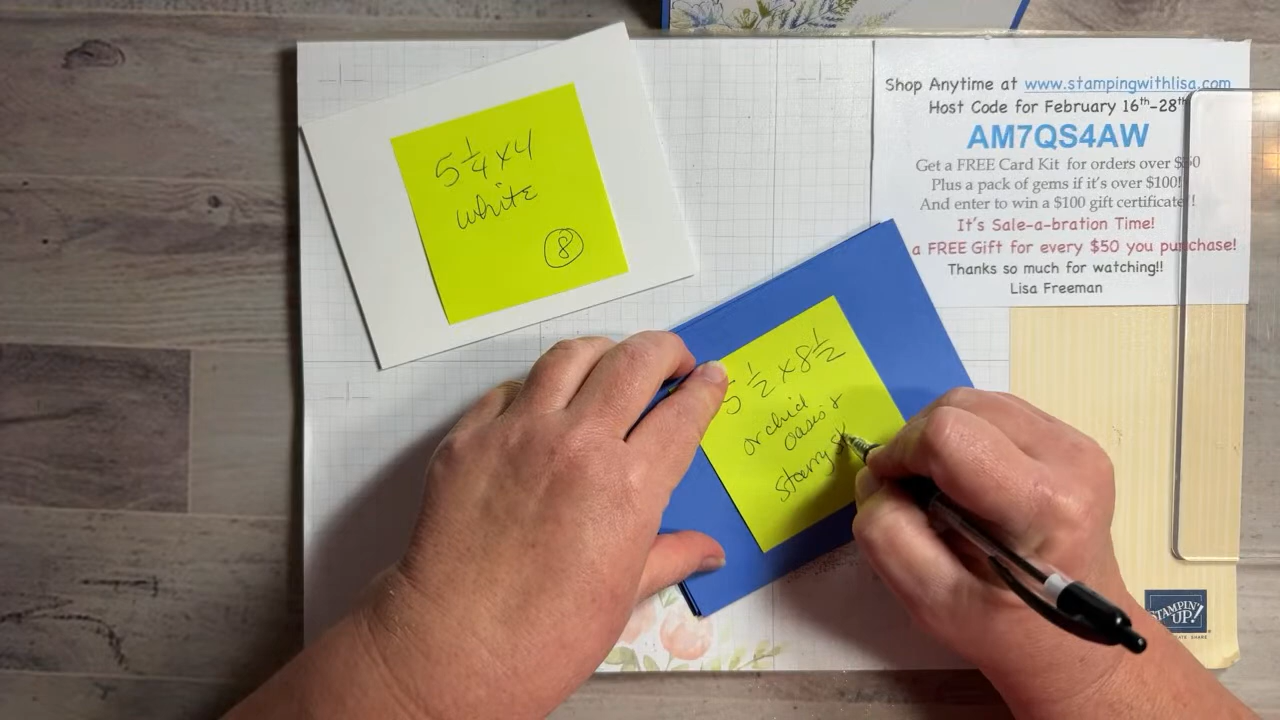 5 1/4 x 4
white
8
Shop Anytime at www.stampingwithlisa.com
Host Code for February 16th-28th
AM7QS4AW
Get a FREE Card Kit for orders over $50
Plus a pack of gems if it's over $100!
And enter to win a $100 gift certificate!!
It's Sale-a-bration Time!
a FREE Gift for every $50 you purchase!
Thanks so much for watching!!
Lisa Freeman
5 1/2 x 8 1/2
orchid
oasis +
starry
STAMPIN' UP!